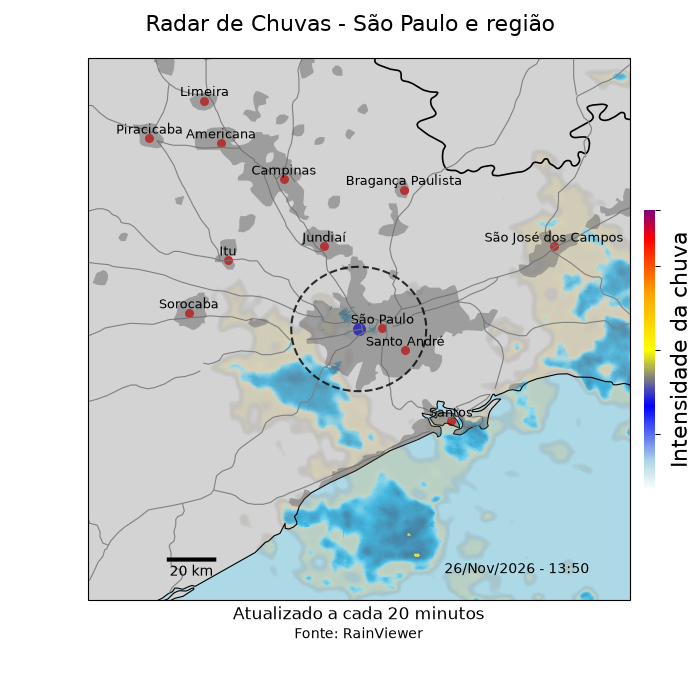 Radar de Chuvas - São Paulo e região
Limeira
Piracicaba
Americana
Campinas
Bragança Paulista
Jundiaí
São José dos Campos
Itu
Sorocaba
São Paulo
Santo André
Santos
Intensidade da chuva
20 km
26/Nov/2026 - 13:50
Atualizado a cada 20 minutos
Fonte: RainViewer